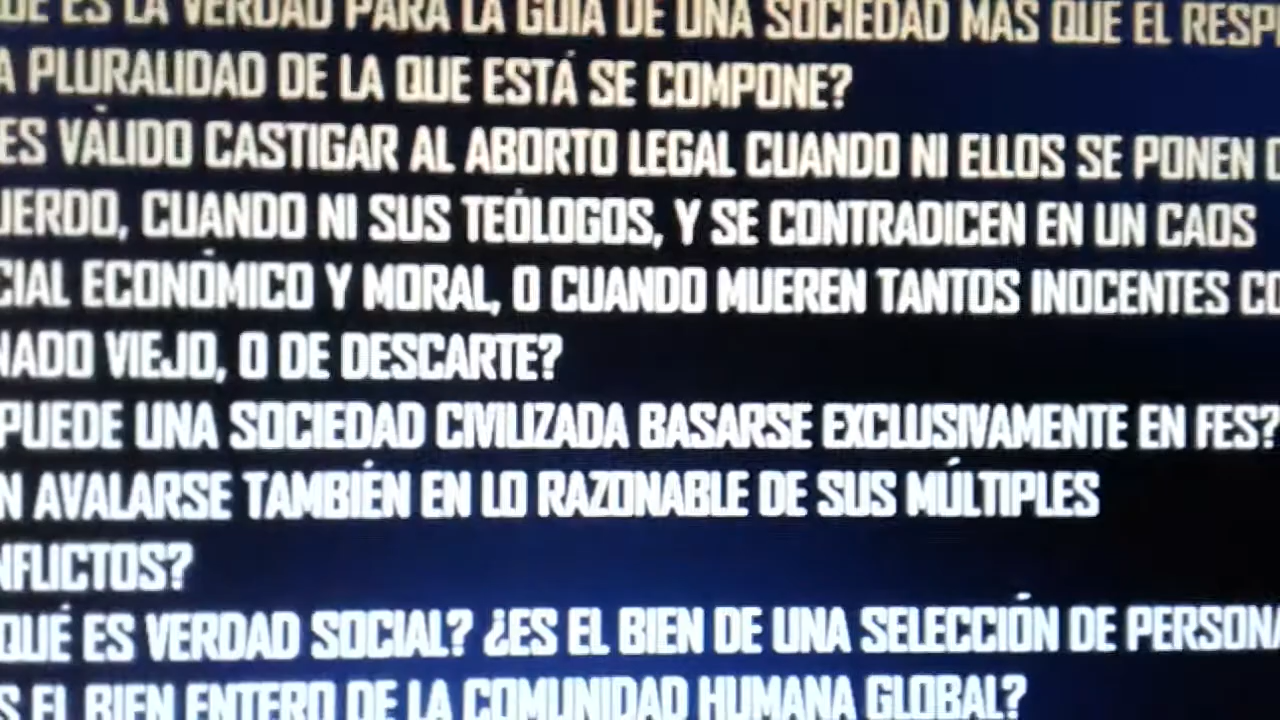 ES LA VERDAD PARA LA GUIA DE UNA SOCIEDAD MAS QUE EL
PLURALIDAD DE LA QUE ESTÁ SE COMPONE?
ES VÁLIDO CASTIGAR AL ABORTO LEGAL CUANDO NI ELLOS SE PONEN
UERDO, CUANDO NI SUS TEÓLOGOS, Y SE CONTRADICEN EN UN CAOS
CIAL ECONÓMICO Y MORAL, O CUANDO MUEREN TANTOS INOCENTES CO
NADO VIEJO, O DE DESCARTE?
PUEDE UNA SOCIEDAD CIVILIZADA BASARSE EXCLUSIVAMENTE EN FES?
N AVALARSE TAMBIÉN EN LO RAZONABLE DE SUS MÚLTIPLES
NFLICTOS?
QUÉ ES VERDAD SOCIAL? ¿ES EL BIEN DE UNA SELECCIÓN DE PERSONA
S EL BIEN ENTERO DE LA COMUNIDAD HUMANA GLOBAL?